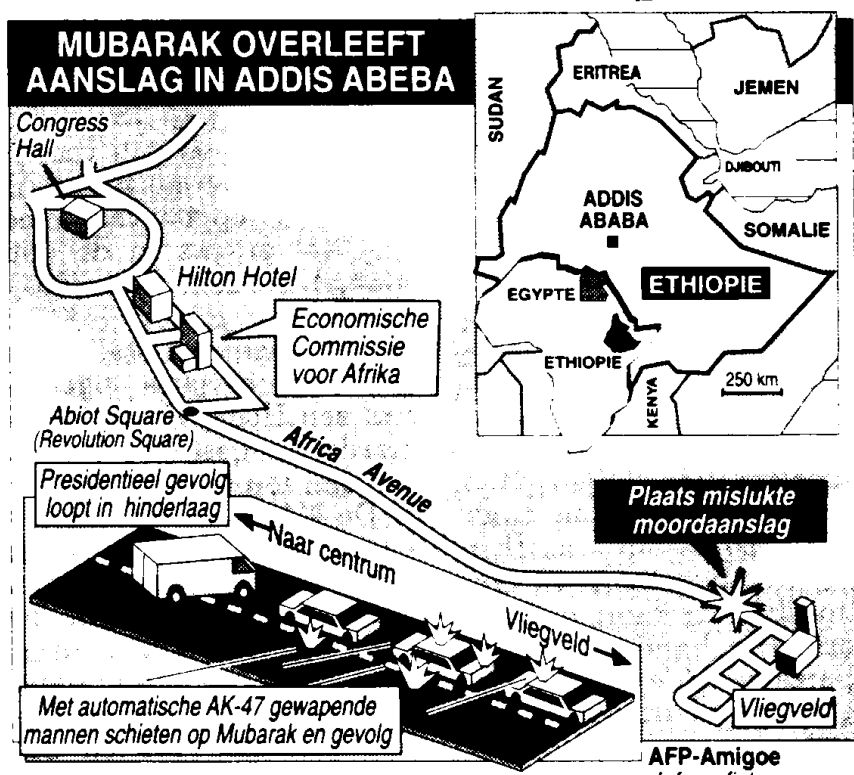 MUBARAK OVERLEEFT
AANSLAG IN ADDIS ABEBA
Congress
Hall
Hilton Hotel
Economische
Commissie
voor Afrika
Abiot Square
(Revolution Square)
Africa Avenue
SUDAN
ERITREA
JEMEN
DJIBOUTI
ADDIS
ABABA
SOMALIE
EGYPTE
ETHIOPIE
ETHIOPIE
KENYA
250 km
Presidentieel gevolg
loopt in hinderlaag
Naar centrum
Vliegveld
Plaats mislukte
moordaanslag
Met automatische AK-47 gewapende
mannen schieten op Mubarak en gevolg
Vliegveld
AFP-Amigoe